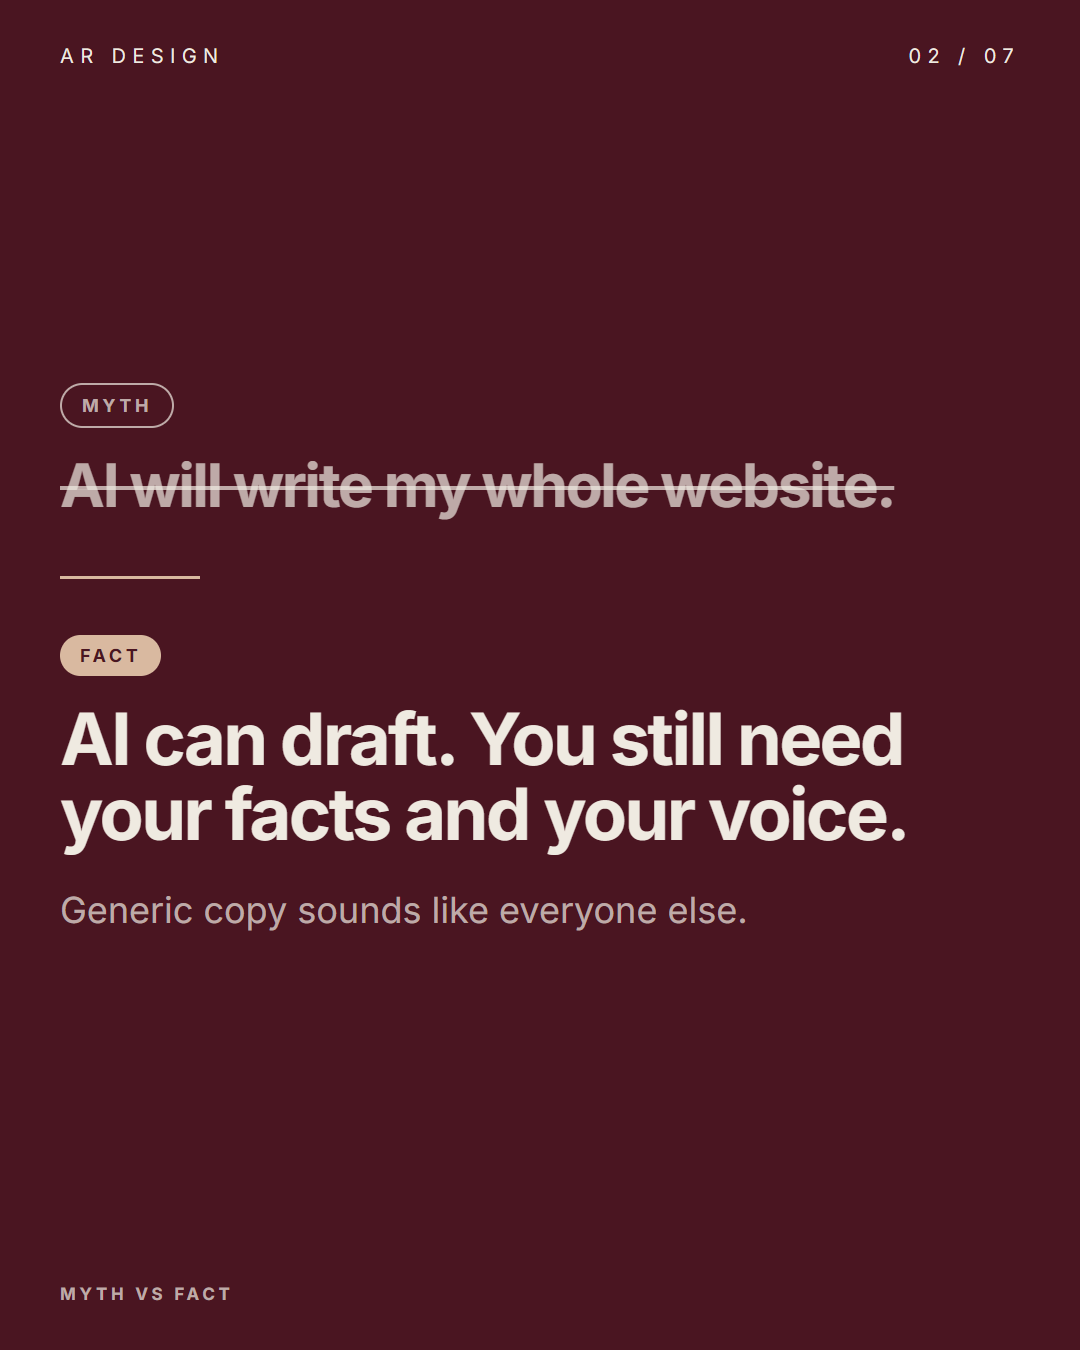 AR DESIGN
02 / 07
MYTH
AI will write my whole website.
FACT
AI can draft. You still need
your facts and your voice.
Generic copy sounds like everyone else.
MYTH VS FACT